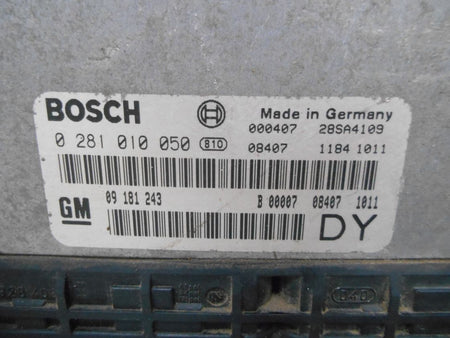 BOSCH Made in Germany
000407 28SA4109
0 281 010 050 B10 08407 1184 1011
GM 09 181 243 B 00007 08407 1011
DY